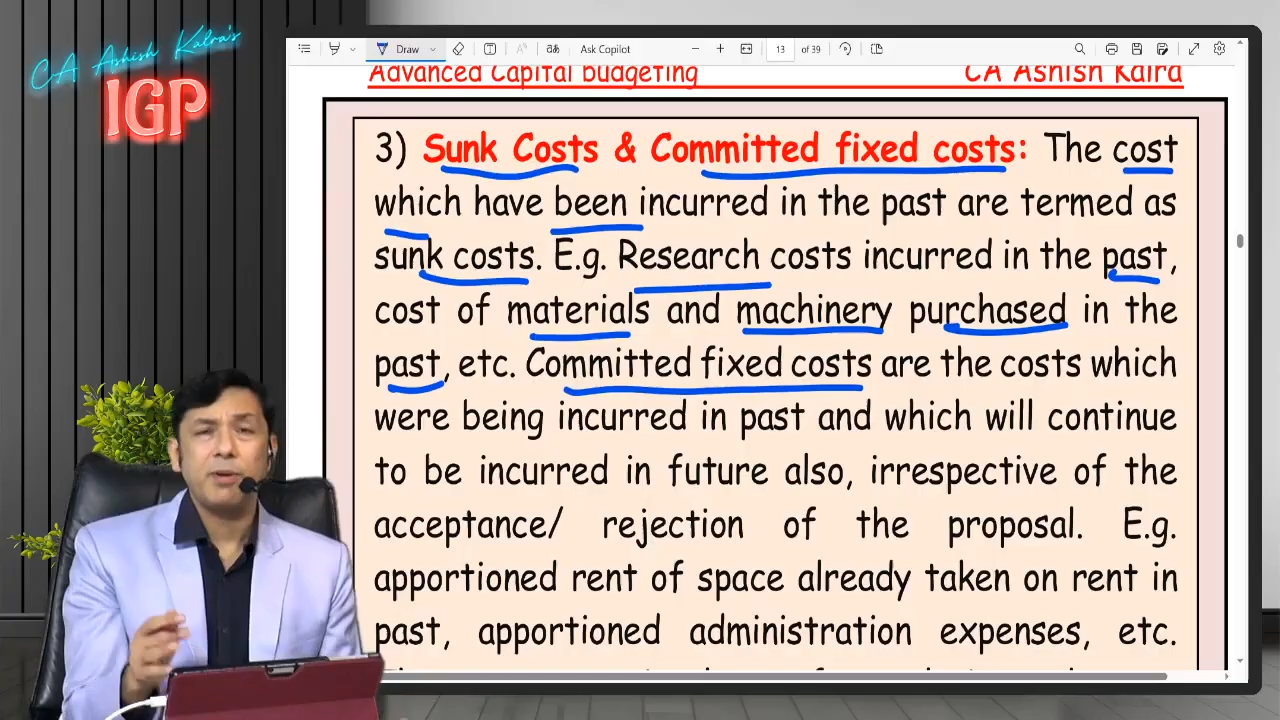 CA Ashish Kalra's
IGP
Draw
Ask Copilot
13 of 39
Advanced Capital budgeting CA Ashish Kalra
3) Sunk Costs & Committed fixed costs: The cost
which have been incurred in the past are termed as
sunk costs. E.g. Research costs incurred in the past,
cost of materials and machinery purchased in the
past, etc. Committed fixed costs are the costs which
were being incurred in past and which will continue
to be incurred in future also, irrespective of the
acceptance/ rejection of the proposal. E.g.
apportioned rent of space already taken on rent in
past, apportioned administration expenses, etc.